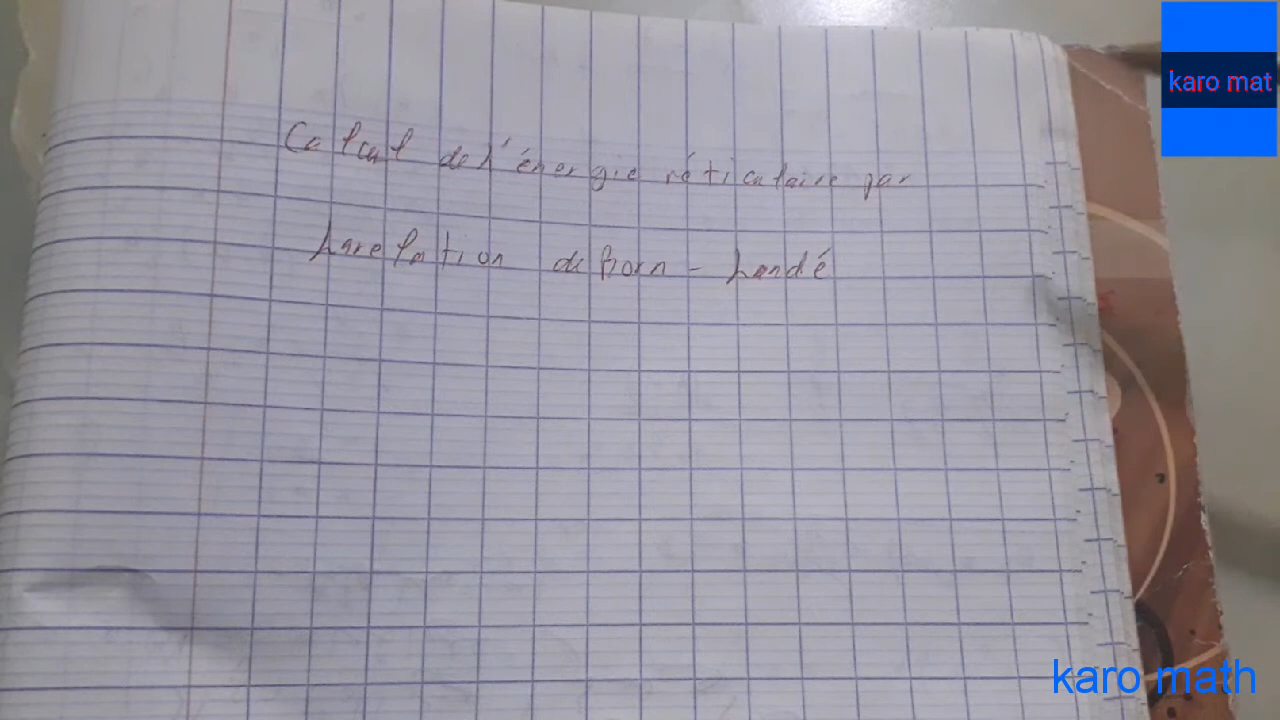 Calcul de l'énergie réticulaire par
la relation de Born - Landé
karo mat
karo math